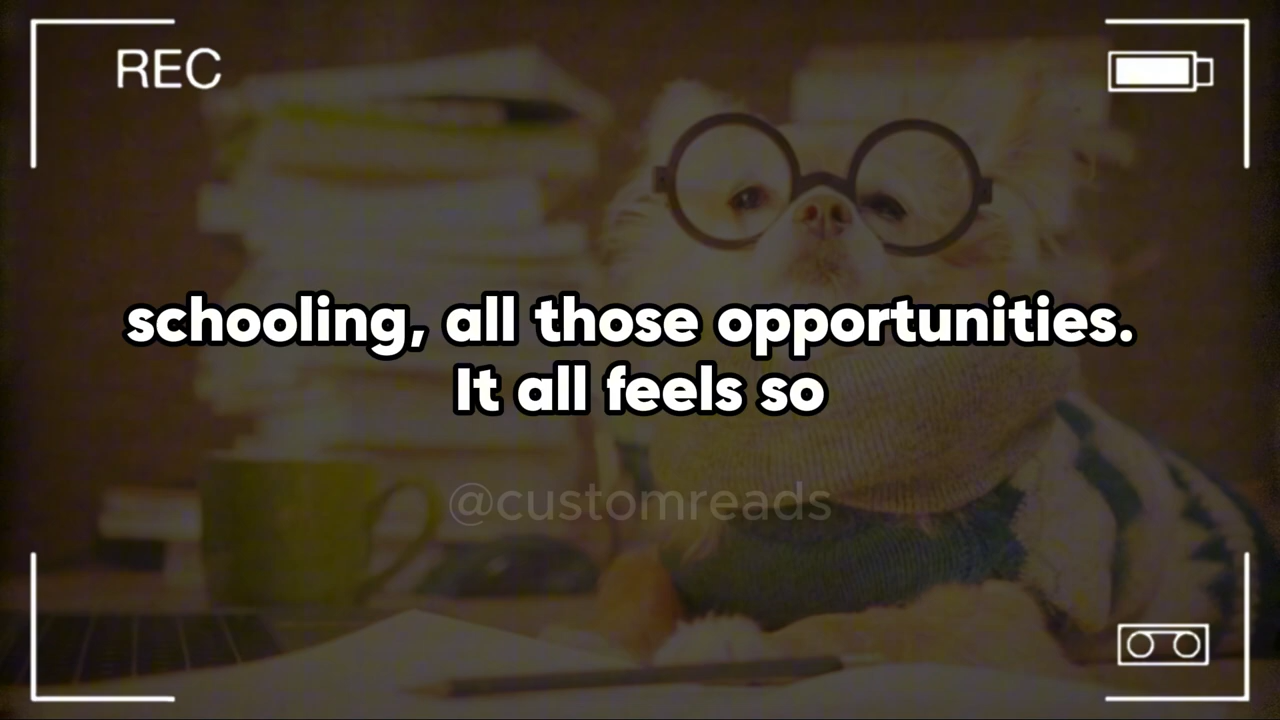 REC
schooling, all those opportunities.
It all feels so
@customreads